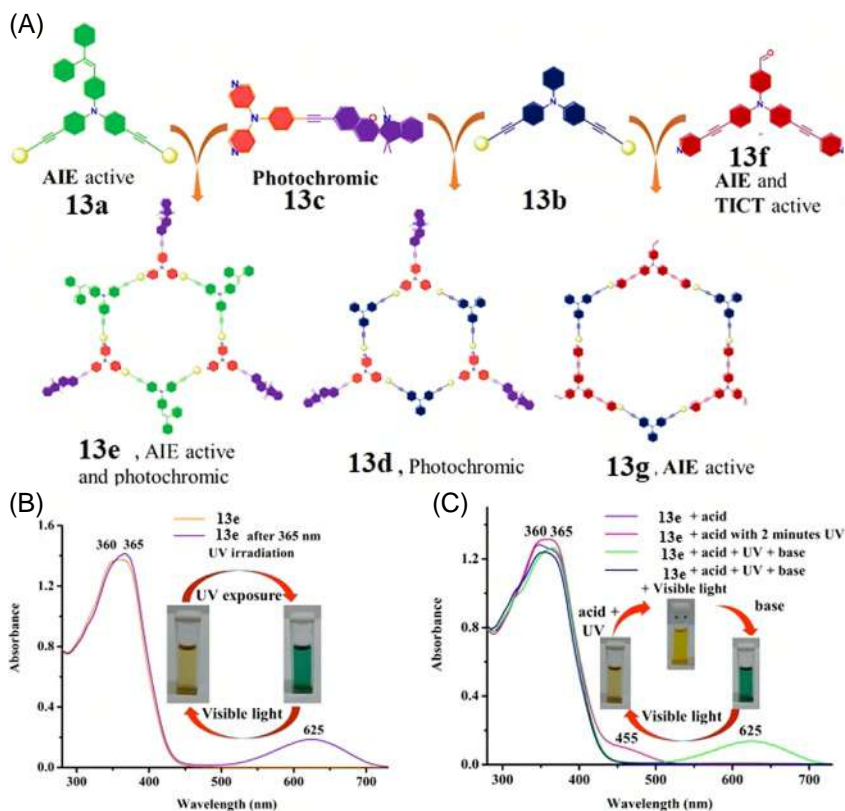 (A)
N
N
N
O
N
N
N
N
O
N
N
N
AIE active
13a
Photochromic
13c
13b
13f
AIE and
TICT active
13e , AIE active
and photochromic
13d , Photochromic
13g , AIE active
(B)
13e
13e after 365 nm
UV irradiation
360 365
UV exposure
Visible light
625
Absorbance
1.6
1.2
0.8
0.4
0.0
300 400 500 600 700
Wavelength (nm)
(C)
13e + acid
13e + acid with 2 minutes UV
13e + acid + UV + base
13e + acid + UV + base
+ Visible light
360 365
acid +
UV
base
Visible light
455
625
Absorbance
1.6
1.2
0.8
0.4
0.0
300 400 500 600 700
Wavelength (nm)